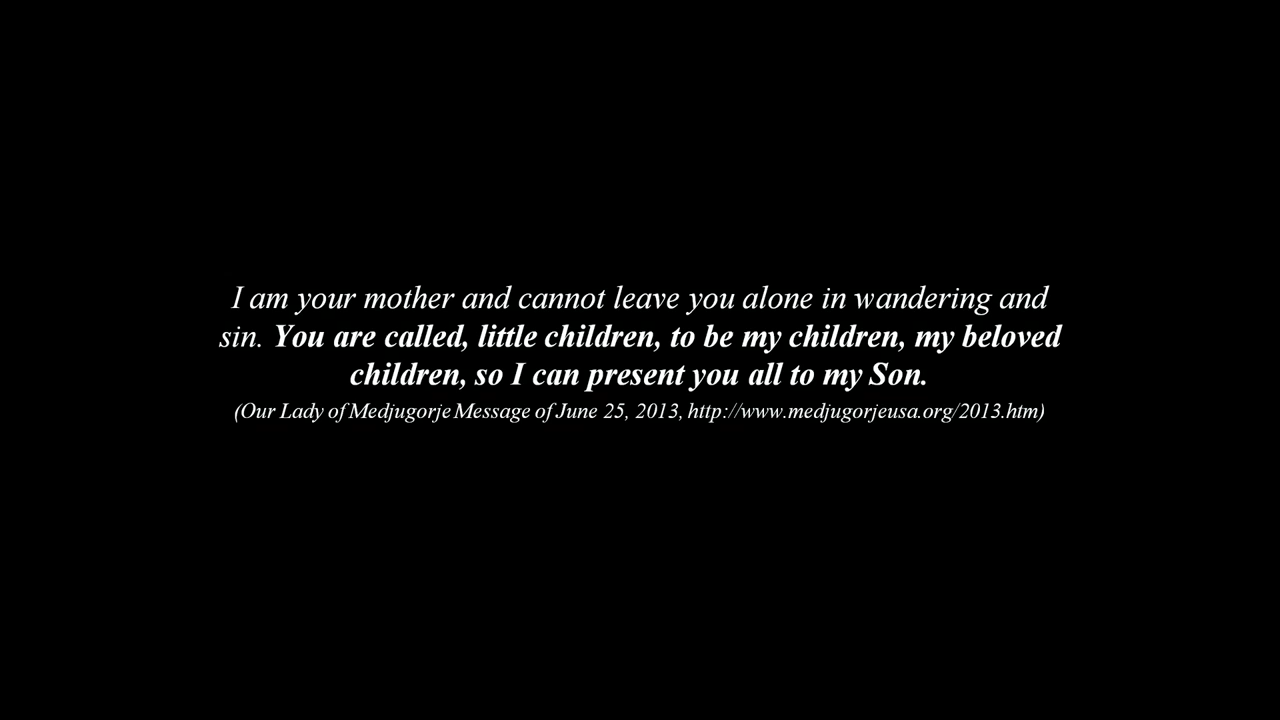 I am your mother and cannot leave you alone in wandering and
sin. You are called, little children, to be my children, my beloved
children, so I can present you all to my Son.
(Our Lady of Medjugorje Message of June 25, 2013, http://www.medjugorjeusa.org/2013.htm)